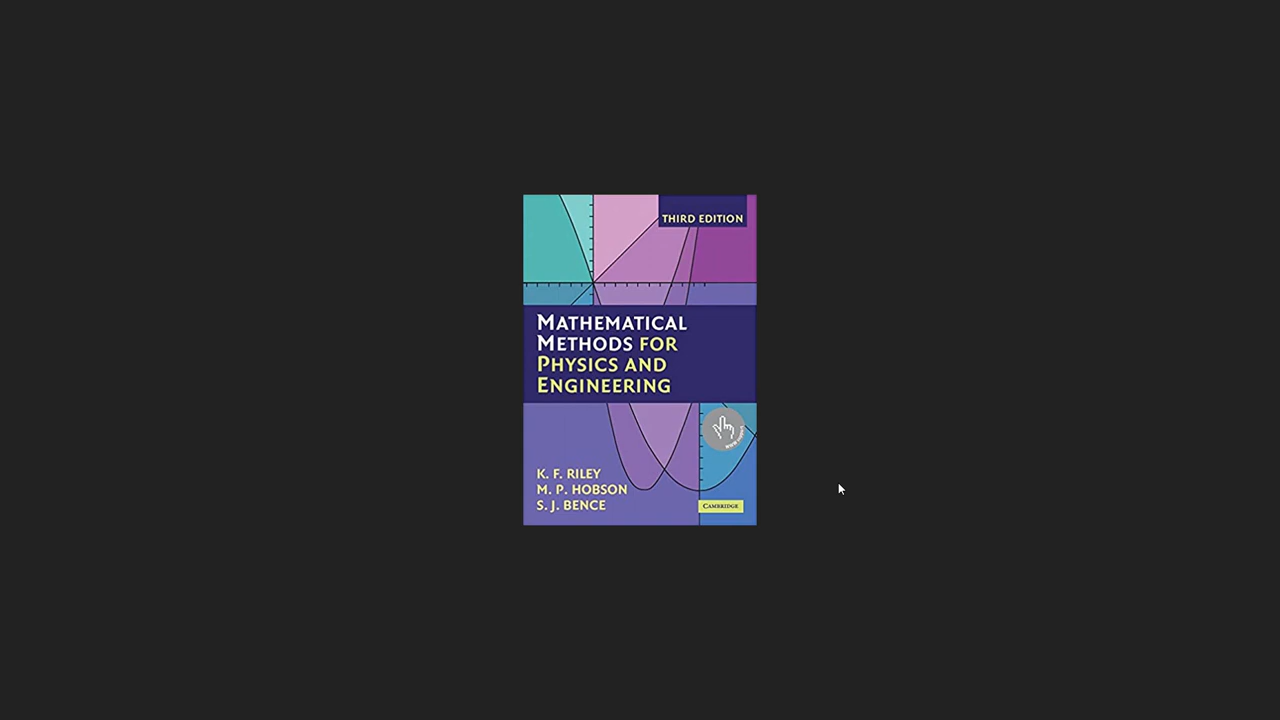 THIRD EDITION
MATHEMATICAL
METHODS FOR
PHYSICS AND
ENGINEERING
K. F. RILEY
M. P. HOBSON
S. J. BENCE
CAMBRIDGE